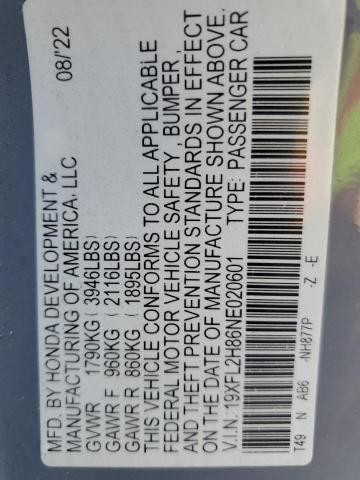 MFD. BY HONDA DEVELOPMENT & 08/'22
MANUFACTURING OF AMERICA, LLC
GVWR 1790KG ( 3946LBS)
GAWR F 960KG ( 2116LBS)
GAWR R 860KG ( 1895LBS)
THIS VEHICLE CONFORMS TO ALL APPLICABLE
FEDERAL MOTOR VEHICLE SAFETY , BUMPER ,
AND THEFT PREVENTION STANDARDS IN EFFECT
ON THE DATE OF MANUFACTURE SHOWN ABOVE.
V.I.N.: 19XFL2H86NE020601 TYPE: PASSENGER CAR
T49 N AB6 -NH877P -Z -E